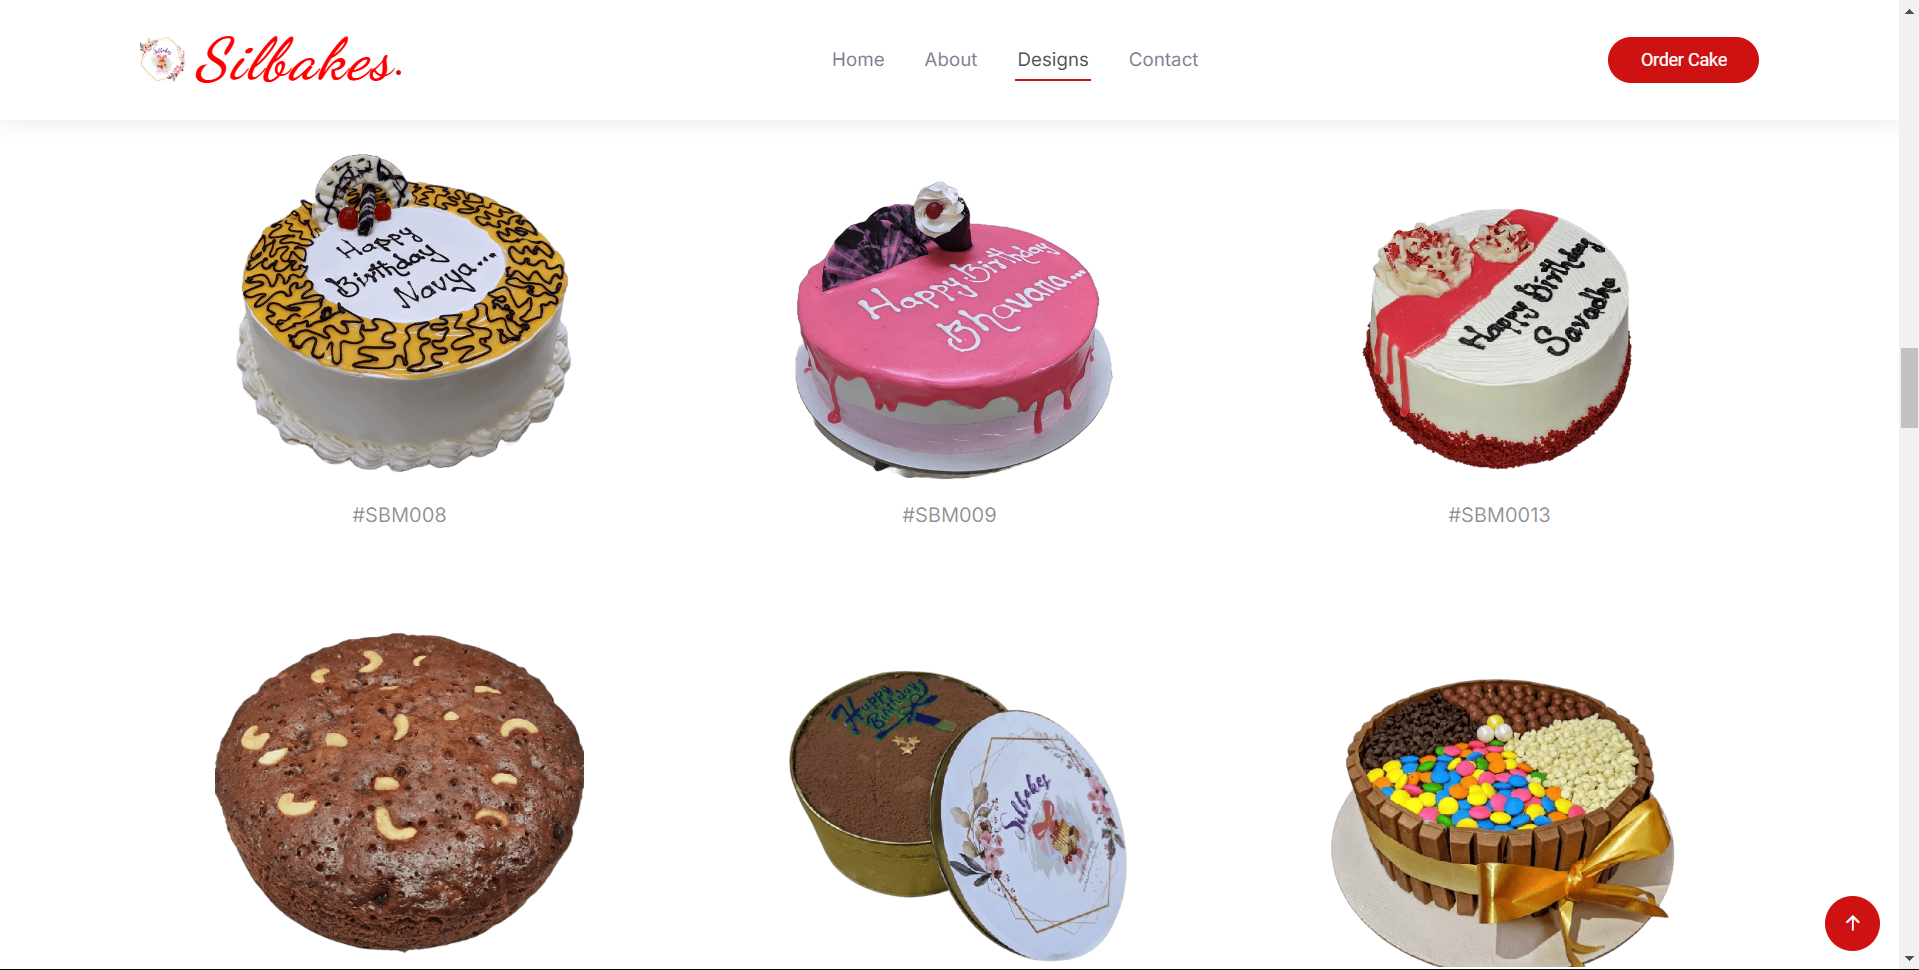 Silbakes.
Home
About
Designs
Contact
Order Cake
Happy
Birthday
Navya...
Happy Birthday
Bhavana...
Happy Birthday
Savadha
#SBM008
#SBM009
#SBM0013
Happy
Birthday
Silbakes